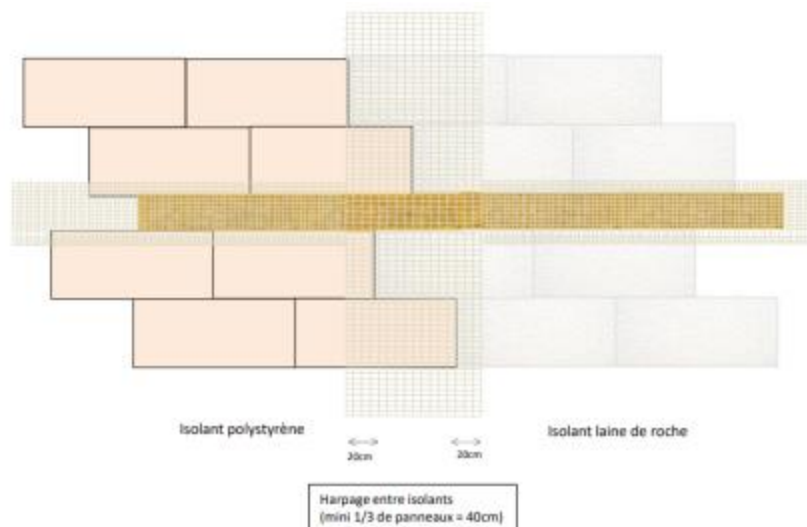 Isolant polystyrène
Isolant laine de roche
20cm
20cm
Harpage entre isolants
(mini 1/3 de panneaux = 40cm)